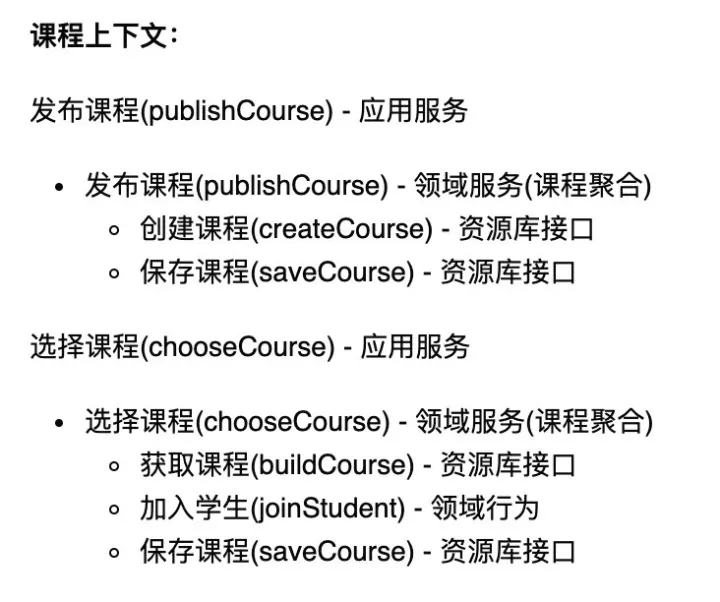 课程上下文：
发布课程(publishCourse) - 应用服务
• 发布课程(publishCourse) - 领域服务(课程聚合)
◦ 创建课程(createCourse) - 资源库接口
◦ 保存课程(saveCourse) - 资源库接口
选择课程(chooseCourse) - 应用服务
• 选择课程(chooseCourse) - 领域服务(课程聚合)
◦ 获取课程(buildCourse) - 资源库接口
◦ 加入学生(joinStudent) - 领域行为
◦ 保存课程(saveCourse) - 资源库接口